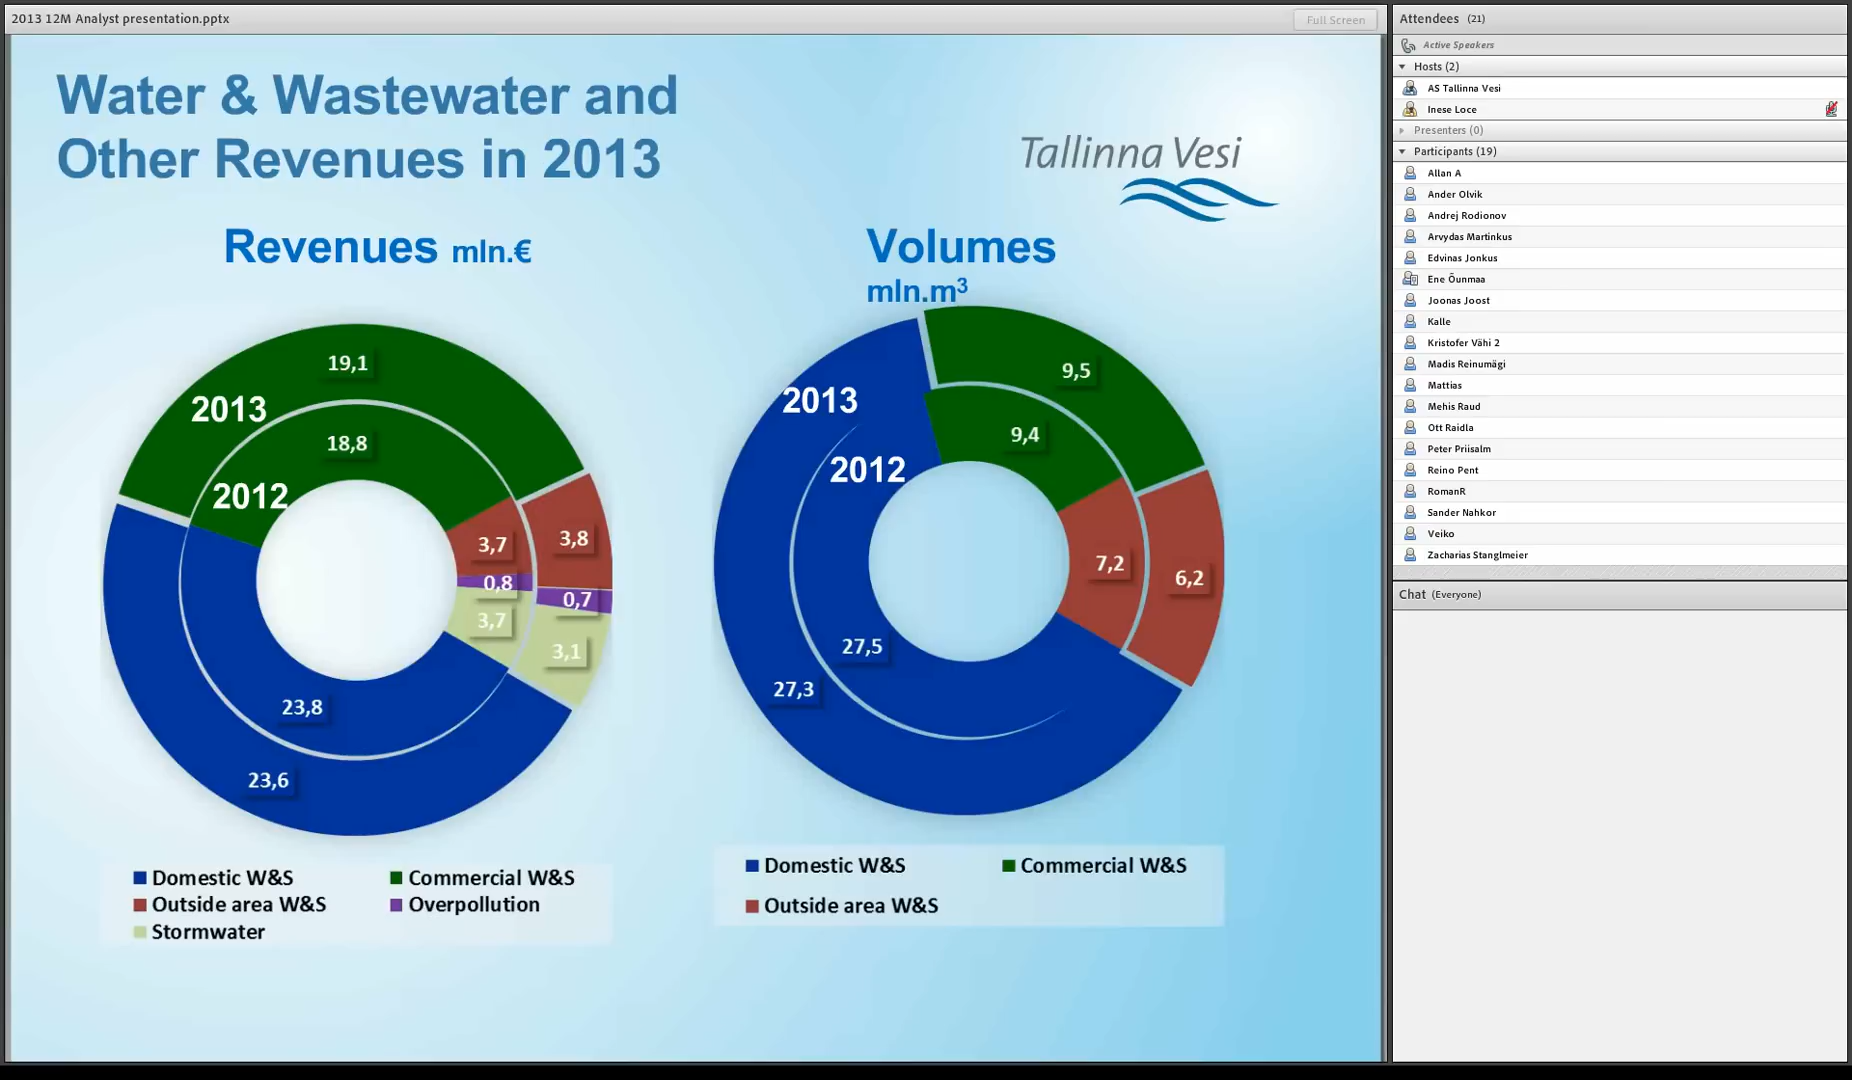 2013 12M Analyst presentation.pptx
Full Screen
Water & Wastewater and
Other Revenues in 2013
Tallinna Vesi
Revenues mln.€
19,1
2013
18,8
2012
3,7
3,8
0,8
0,7
3,7
3,1
23,8
23,6
Domestic W&S
Commercial W&S
Outside area W&S
Overpollution
Stormwater
Volumes
mln.m³
9,5
2013
9,4
2012
7,2
6,2
27,5
27,3
Domestic W&S
Commercial W&S
Outside area W&S
Attendees (21)
Active Speakers
Hosts (2)
AS Tallinna Vesi
Inese Loce
Presenters (0)
Participants (19)
Allan A
Ander Olvik
Andrej Rodionov
Arvydas Martinkus
Edvinas Jonkus
Ene Õunmaa
Joonas Joost
Kalle
Kristofer Vähi 2
Madis Reinumägi
Mattias
Mehis Raud
Ott Raidla
Peter Priisalm
Reino Pent
RomanR
Sander Nahkor
Veiko
Zacharias Stanglmeier
Chat (Everyone)